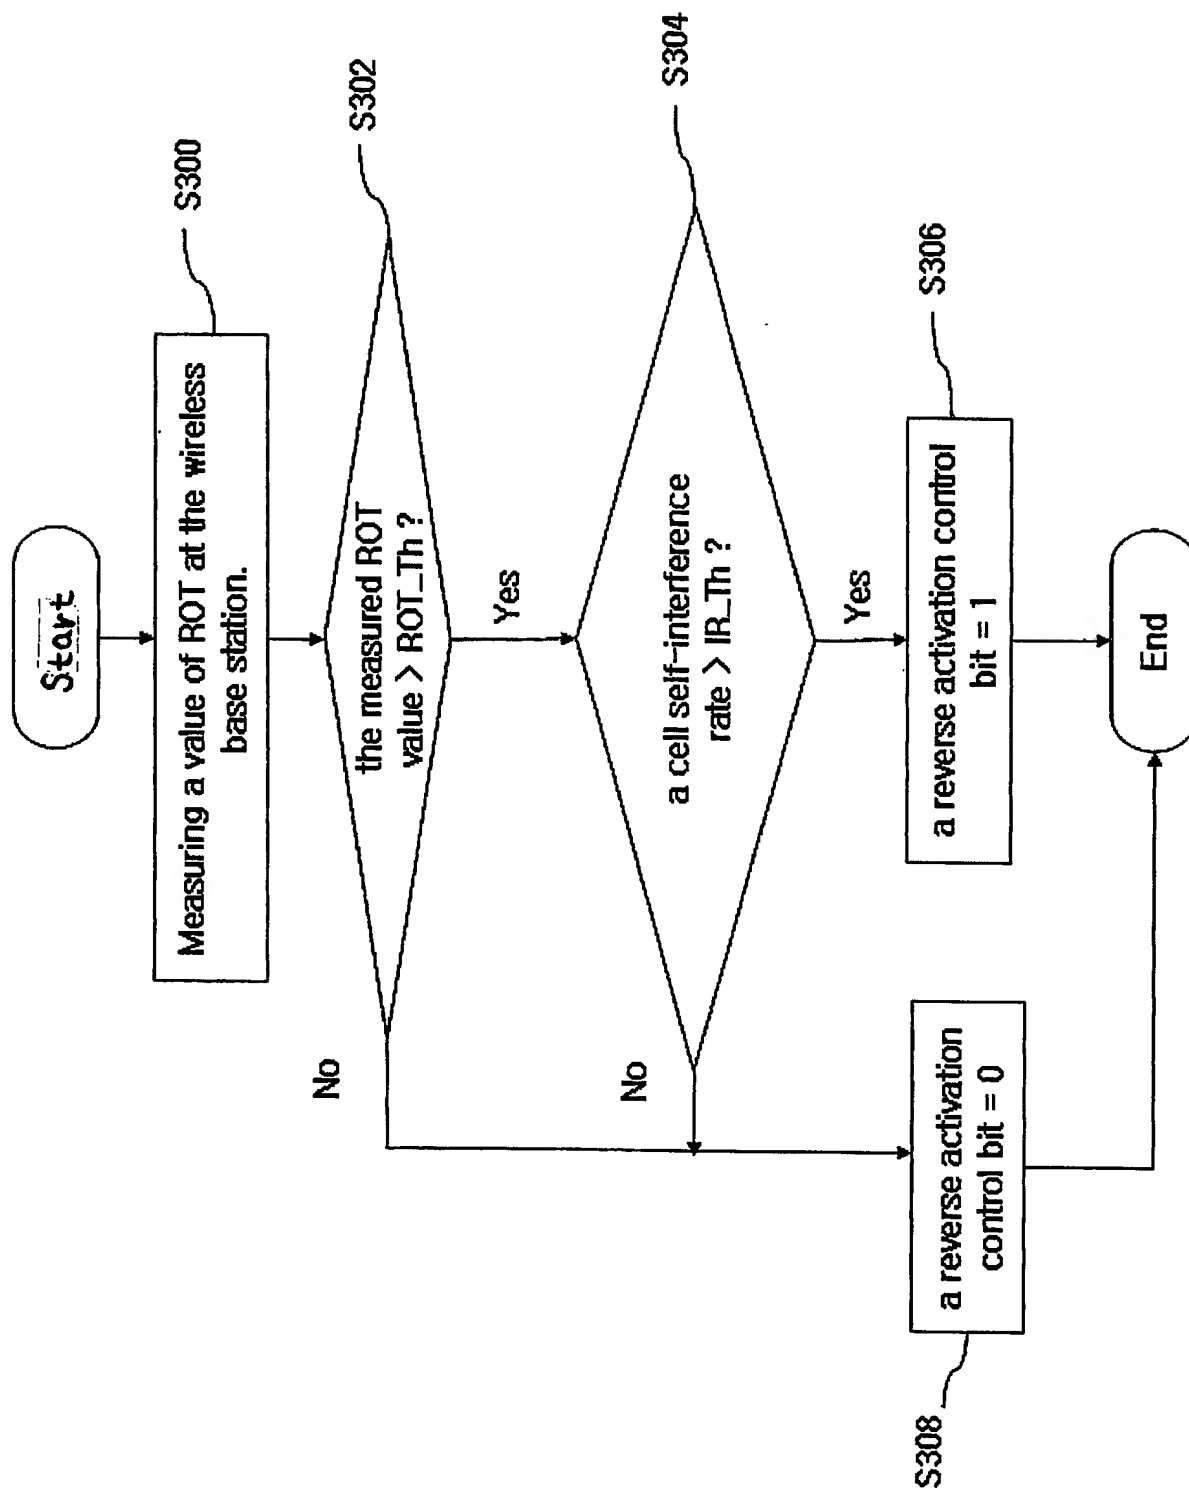 Start
S300
Measuring a value of ROT at the wireless
base station.
S302
the measured ROT
value > ROT_Th ?
No
Yes
S304
a cell self-interference
rate > IR_Th ?
No
Yes
S306
a reverse activation control
bit = 1
S308
a reverse activation
control bit = 0
End